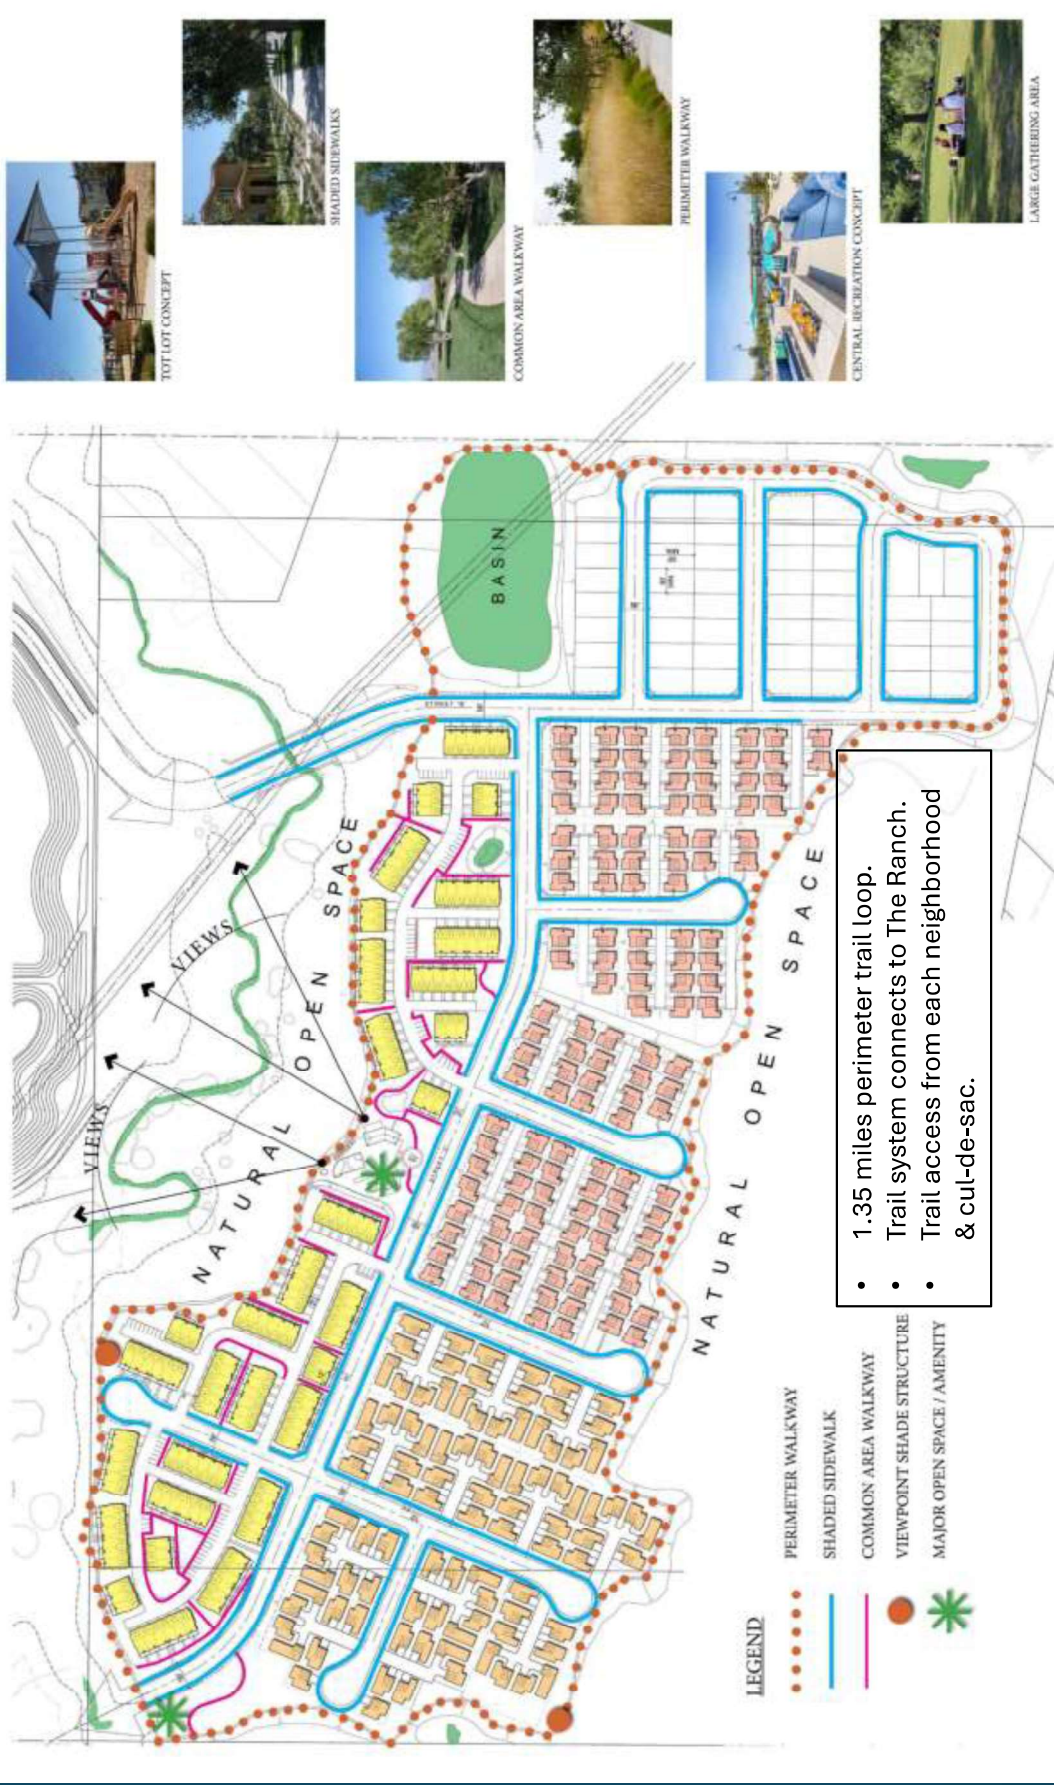 TOT LOT CONCEPT
SHADED SIDEWALKS
COMMON AREA WALKWAY
PERIMETER WALKWAY
CENTRAL RECREATION CONCEPT
LARGE GATHERING AREA
VIEWS
VIEWS
NATURAL OPEN SPACE
BASIN
NATURAL OPEN SPACE
LEGEND
PERIMETER WALKWAY
SHADED SIDEWALK
COMMON AREA WALKWAY
VIEWPOINT SHADE STRUCTURE
MAJOR OPEN SPACE / AMENITY
• 1.35 miles perimeter trail loop.
• Trail system connects to The Ranch.
• Trail access from each neighborhood
& cul-de-sac.